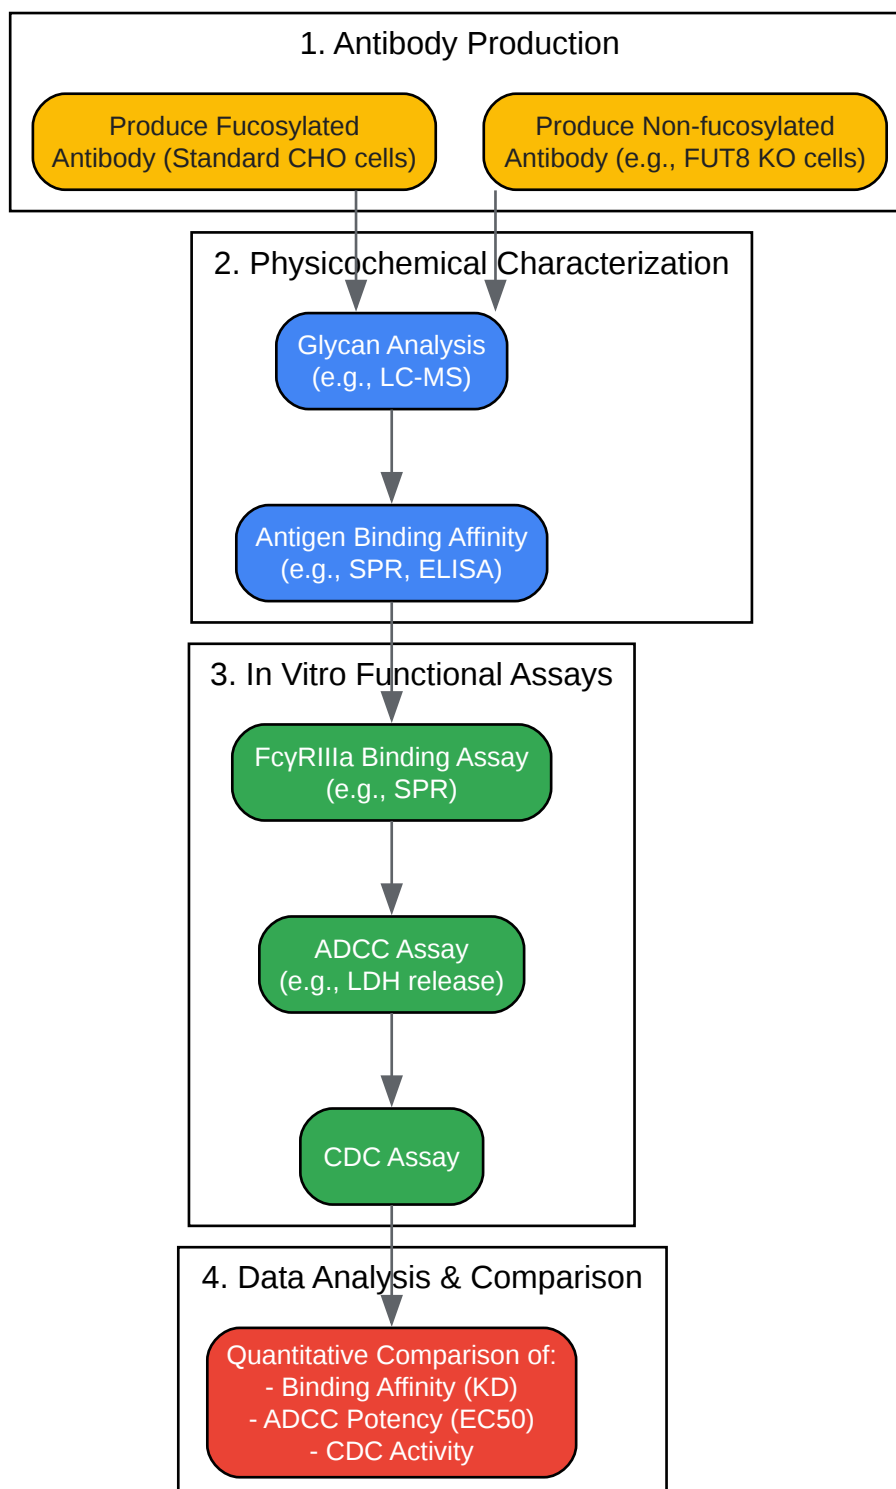 1. Antibody Production
Produce Fucosylated
Antibody (Standard CHO cells)
Produce Non-fucosylated
Antibody (e.g., FUT8 KO cells)
2. Physicochemical Characterization
Glycan Analysis
(e.g., LC-MS)
Antigen Binding Affinity
(e.g., SPR, ELISA)
3. In Vitro Functional Assays
FcγRIIIa Binding Assay
(e.g., SPR)
ADCC Assay
(e.g., LDH release)
CDC Assay
4. Data Analysis & Comparison
Quantitative Comparison of:
- Binding Affinity (KD)
- ADCC Potency (EC50)
- CDC Activity